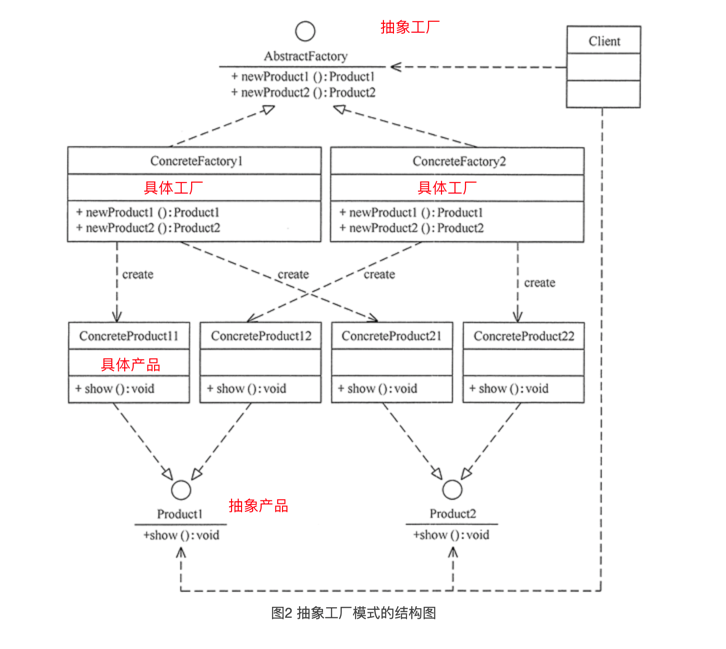 抽象工厂
AbstractFactory
+ newProduct1 ():Product1
+ newProduct2 ():Product2
Client
ConcreteFactory1
具体工厂
+ newProduct1 ():Product1
+ newProduct2 ():Product2
ConcreteFactory2
具体工厂
+ newProduct1 ():Product1
+ newProduct2 ():Product2
create
create
create
create
ConcreteProduct11
具体产品
+ show ():void
ConcreteProduct12
+ show ():void
ConcreteProduct21
+ show ():void
ConcreteProduct22
+ show ():void
Product1
抽象产品
+show ():void
Product2
+show ():void
图2 抽象工厂模式的结构图